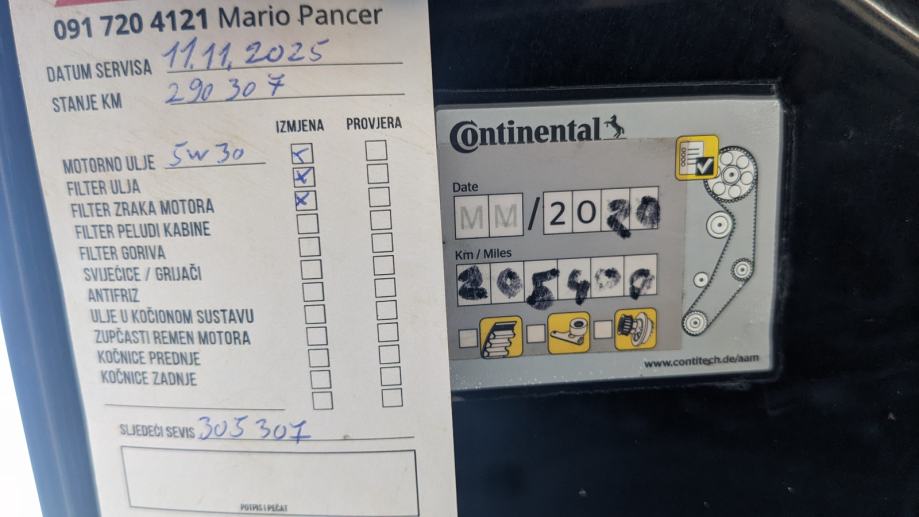 091 720 4121 Mario Pancer
DATUM SERVISA 11.11.2025
STANJE KM 290 307
IZMJENA PROVJERA
MOTORNO ULJE 5W30
FILTER ULJA
FILTER ZRAKA MOTORA
FILTER PELUDI KABINE
FILTER GORIVA
SVIJEĆICE / GRIJAČI
ANTIFRIZ
ULJE U KOČIONOM SUSTAVU
ZUPČASTI REMEN MOTORA
KOČNICE PREDNJE
KOČNICE ZADNJE
SLJEDEĆI SEVIS 305 307
POTPIS I PEČAT
Continental
Date
MM/20
Km / Miles
www.contitech.de/aam